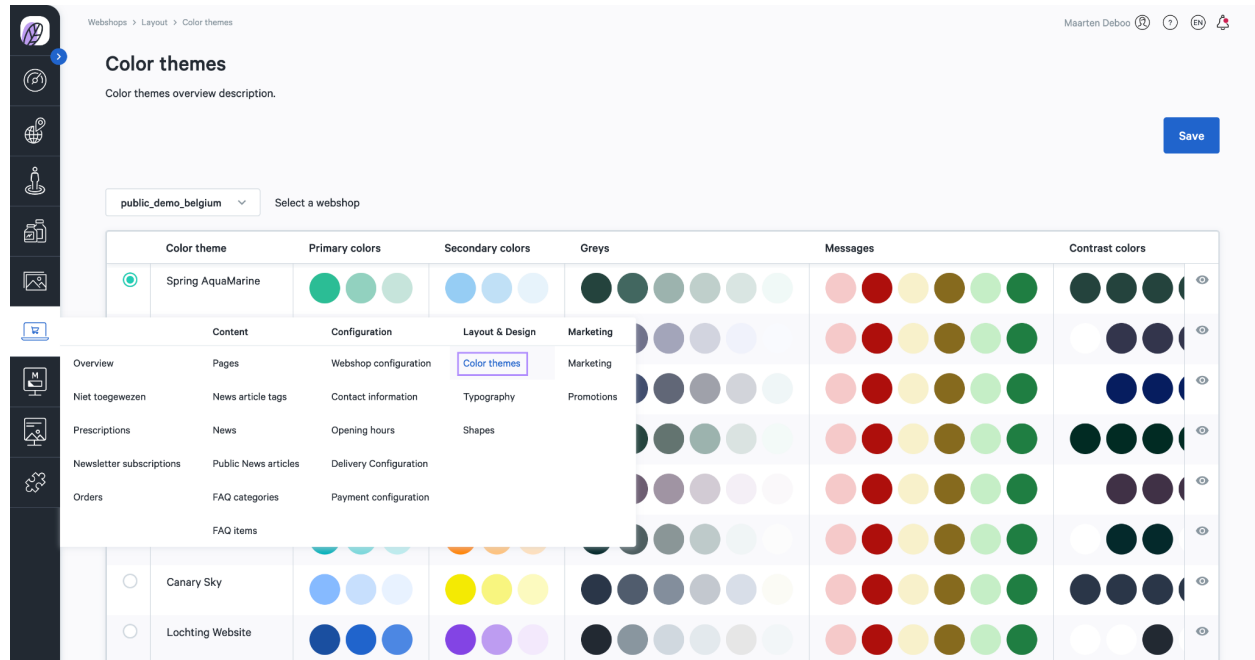 Webshops > Layout > Color themes
Maarten Deboo ? EN
Color themes
Color themes overview description.
Save
public_demo_belgium Select a webshop
Color theme Primary colors Secondary colors Greys Messages Contrast colors
Spring AquaMarine
Content Configuration Layout & Design Marketing
Overview Pages Webshop configuration Color themes Marketing
Niet toegewezen News article tags Contact information Typography Promotions
Prescriptions News Opening hours Shapes
Newsletter subscriptions Public News articles Delivery Configuration
Orders FAQ categories Payment configuration
FAQ items
M
Canary Sky
Lochting Website